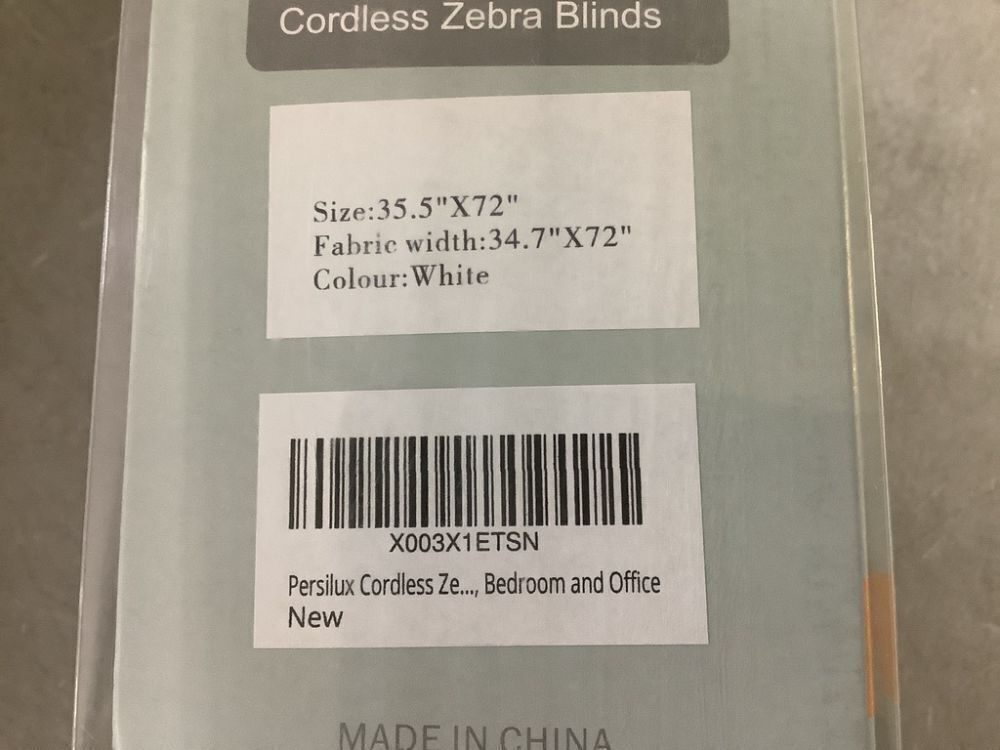 Cordless Zebra Blinds
Size:35.5"X72"
Fabric width:34.7"X72"
Colour:White
X003X1ETSN
Persilux Cordless Ze..., Bedroom and Office
New
MADE IN CHINA